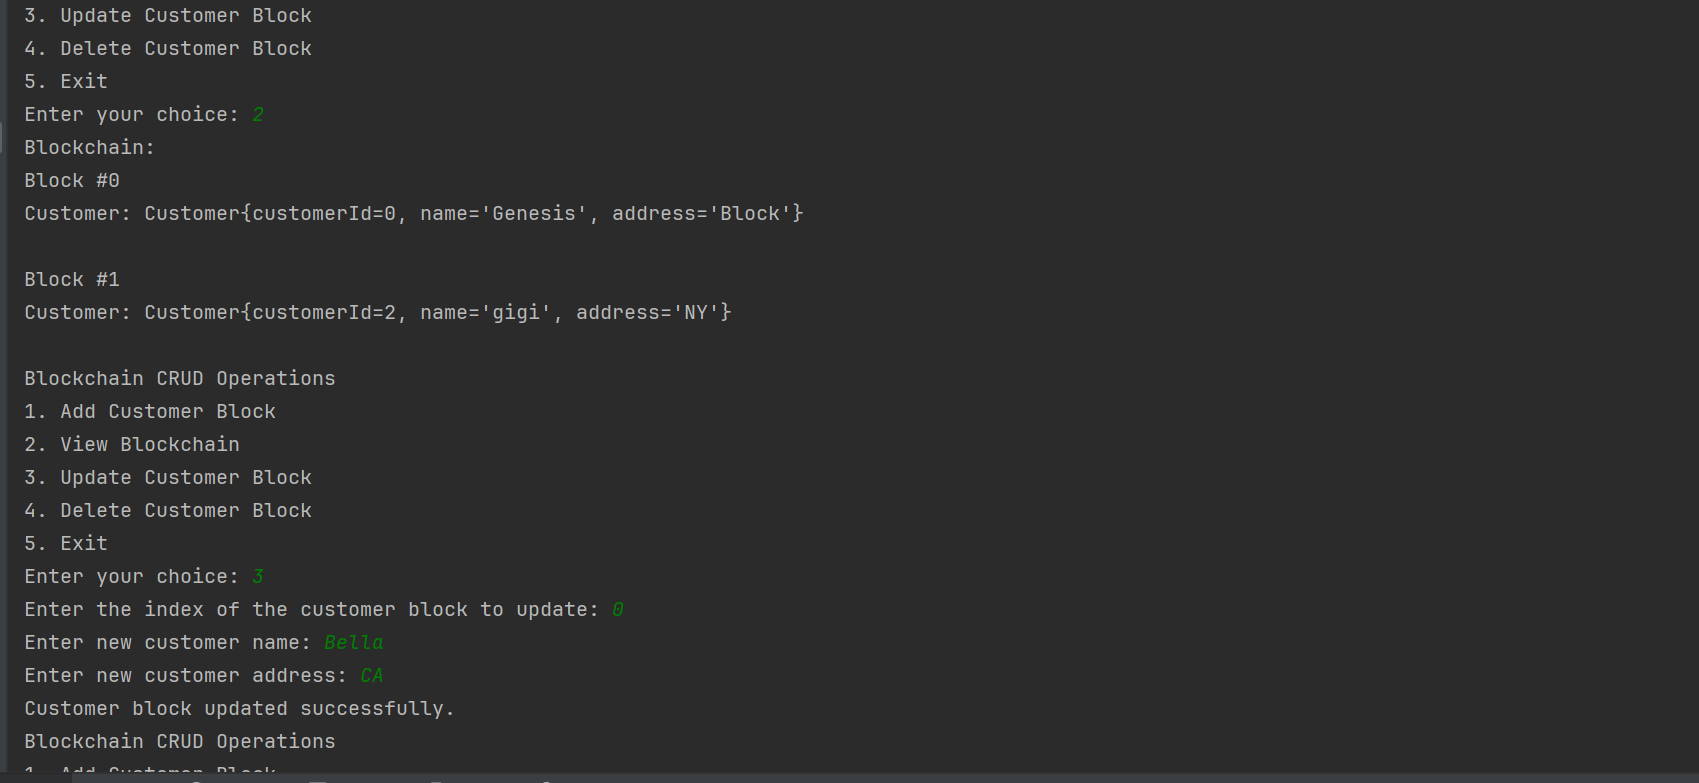 3. Update Customer Block
4. Delete Customer Block
5. Exit
Enter your choice: 2
Blockchain:
Block #0
Customer: Customer{customerId=0, name='Genesis', address='Block'}
Block #1
Customer: Customer{customerId=2, name='gigi', address='NY'}
Blockchain CRUD Operations
1. Add Customer Block
2. View Blockchain
3. Update Customer Block
4. Delete Customer Block
5. Exit
Enter your choice: 3
Enter the index of the customer block to update: 0
Enter new customer name: Bella
Enter new customer address: CA
Customer block updated successfully.
Blockchain CRUD Operations
1. Add Customer Block